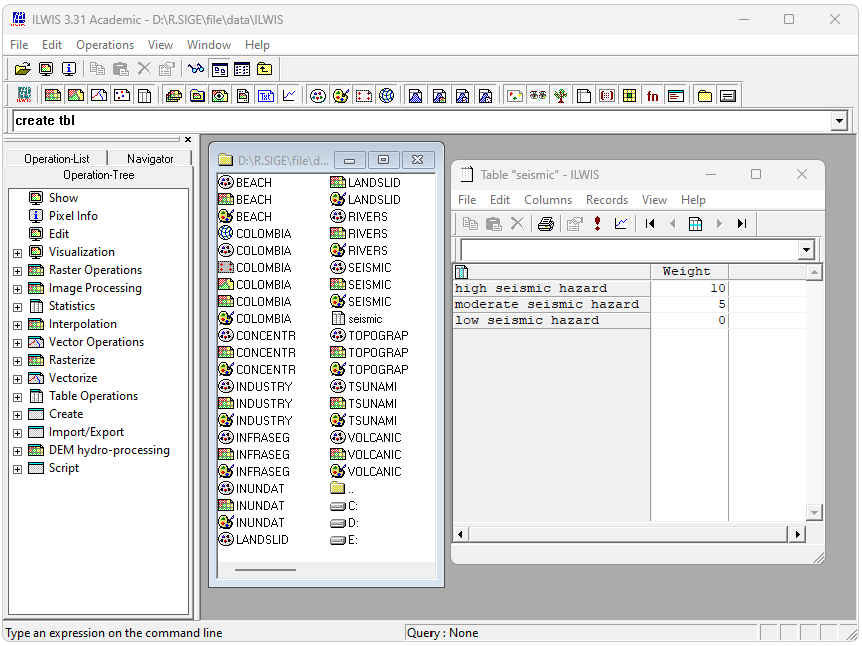 ILWIS 3.31 Academic - D:\R.SIGE\file\data\ILWIS
File Edit Operations View Window Help
Txt fn
create tbl
Operation-List Navigator
Operation-Tree
Show
Pixel Info
Edit
Visualization
Raster Operations
Image Processing
Statistics
Interpolation
Vector Operations
Rasterize
Vectorize
Table Operations
Create
Import/Export
DEM hydro-processing
Script
D:\R.SIGE\file\d...
BEACH
BEACH
BEACH
COLOMBIA
COLOMBIA
COLOMBIA
COLOMBIA
COLOMBIA
COLOMBIA
CONCENTR
CONCENTR
CONCENTR
INDUSTRY
INDUSTRY
INDUSTRY
INFRASEG
INFRASEG
INFRASEG
INUNDAT
INUNDAT
INUNDAT
LANDSLID
LANDSLID
LANDSLID
RIVERS
RIVERS
RIVERS
SEISMIC
SEISMIC
SEISMIC
seismic
TOPOGRAP
TOPOGRAP
TOPOGRAP
TSUNAMI
TSUNAMI
TSUNAMI
VOLCANIC
VOLCANIC
VOLCANIC
..
C:
D:
E:
Table "seismic" - ILWIS
File Edit Columns Records View Help
Weight
high seismic hazard 10
moderate seismic hazard 5
low seismic hazard 0
Type an expression on the command line
Query : None